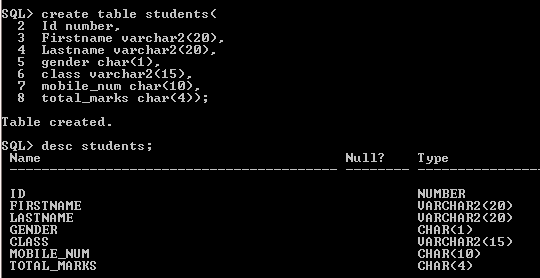 SQL> create table students(
2 Id number,
3 Firstname varchar2(20),
4 Lastname varchar2(20),
5 gender char(1),
6 class varchar2(15),
7 mobile_num char(10),
8 total_marks char(4));
Table created.
SQL> desc students;
Name Null? Type
----------------------------------------- -------- ----------------------------
ID NUMBER
FIRSTNAME VARCHAR2(20)
LASTNAME VARCHAR2(20)
GENDER CHAR(1)
CLASS VARCHAR2(15)
MOBILE_NUM CHAR(10)
TOTAL_MARKS CHAR(4)